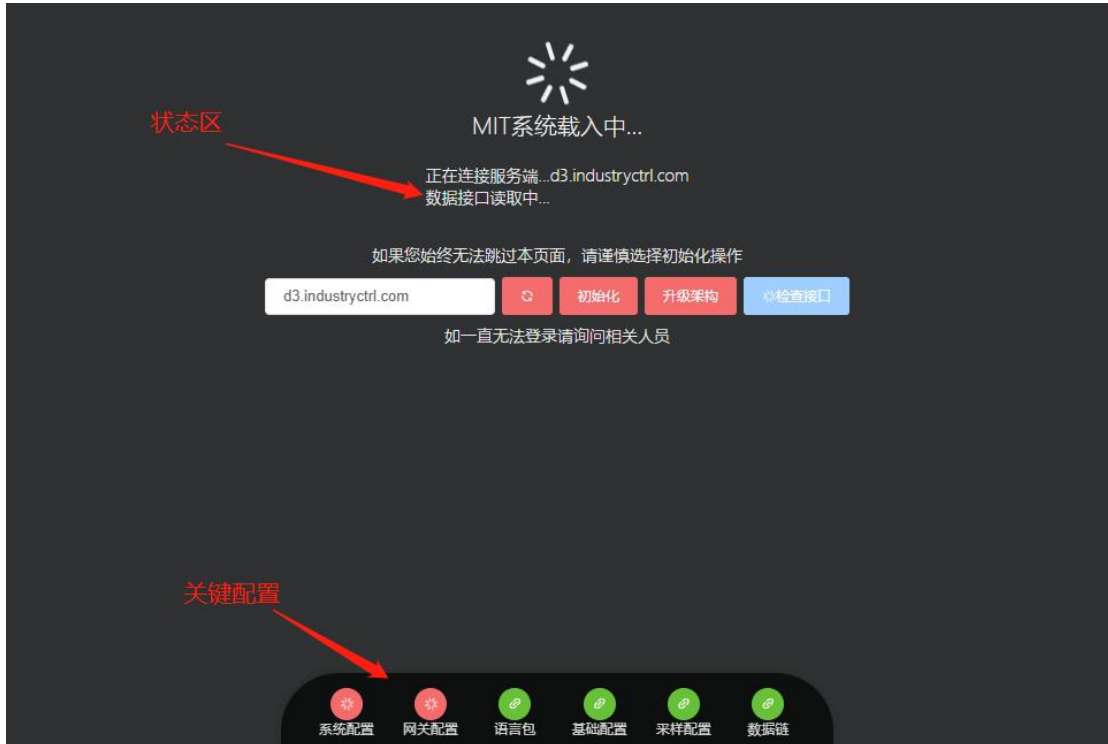 状态区
MIT系统载入中...
正在连接服务端...d3.industryctrl.com
数据接口读取中...
如果您始终无法跳过本页面，请谨慎选择初始化操作
d3.industryctrl.com 初始化 升级架构 检查接口
如一直无法登录请询问相关人员
关键配置
系统配置 网关配置 语言包 基础配置 采样配置 数据链